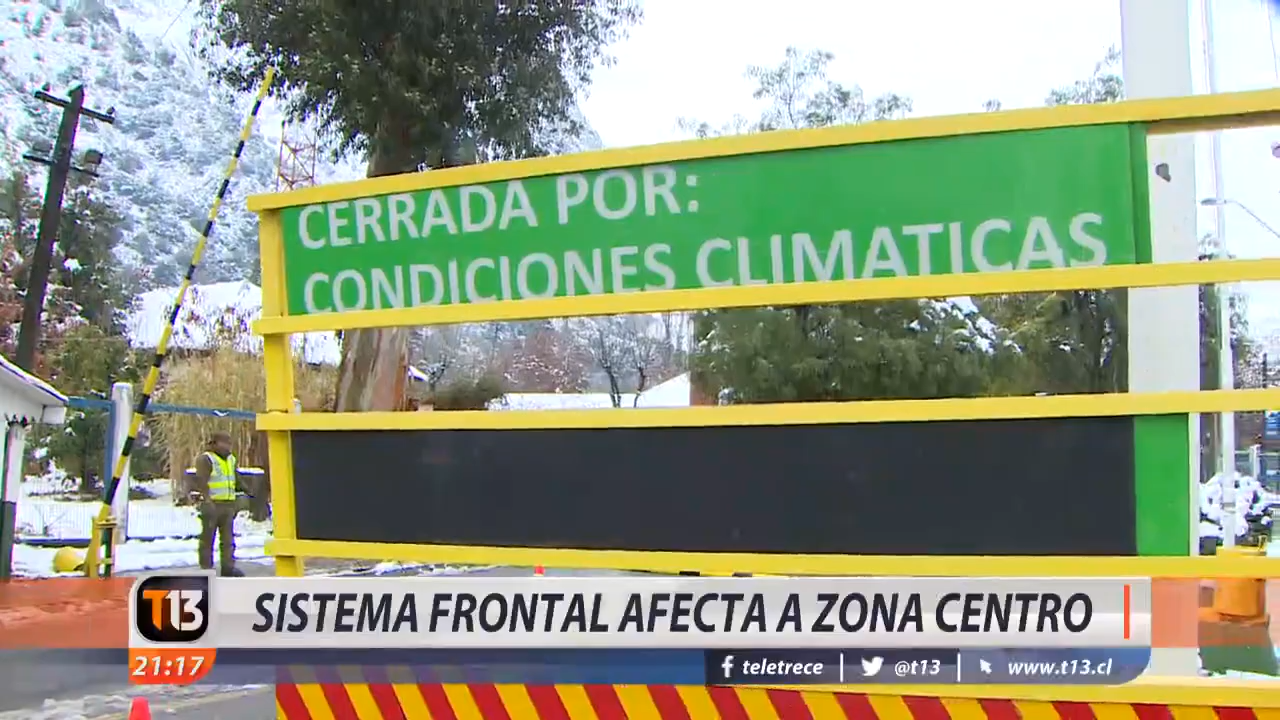 CERRADA POR:
CONDICIONES CLIMATICAS
T13
SISTEMA FRONTAL AFECTA A ZONA CENTRO
21:17
teletrece
@t13
www.t13.cl